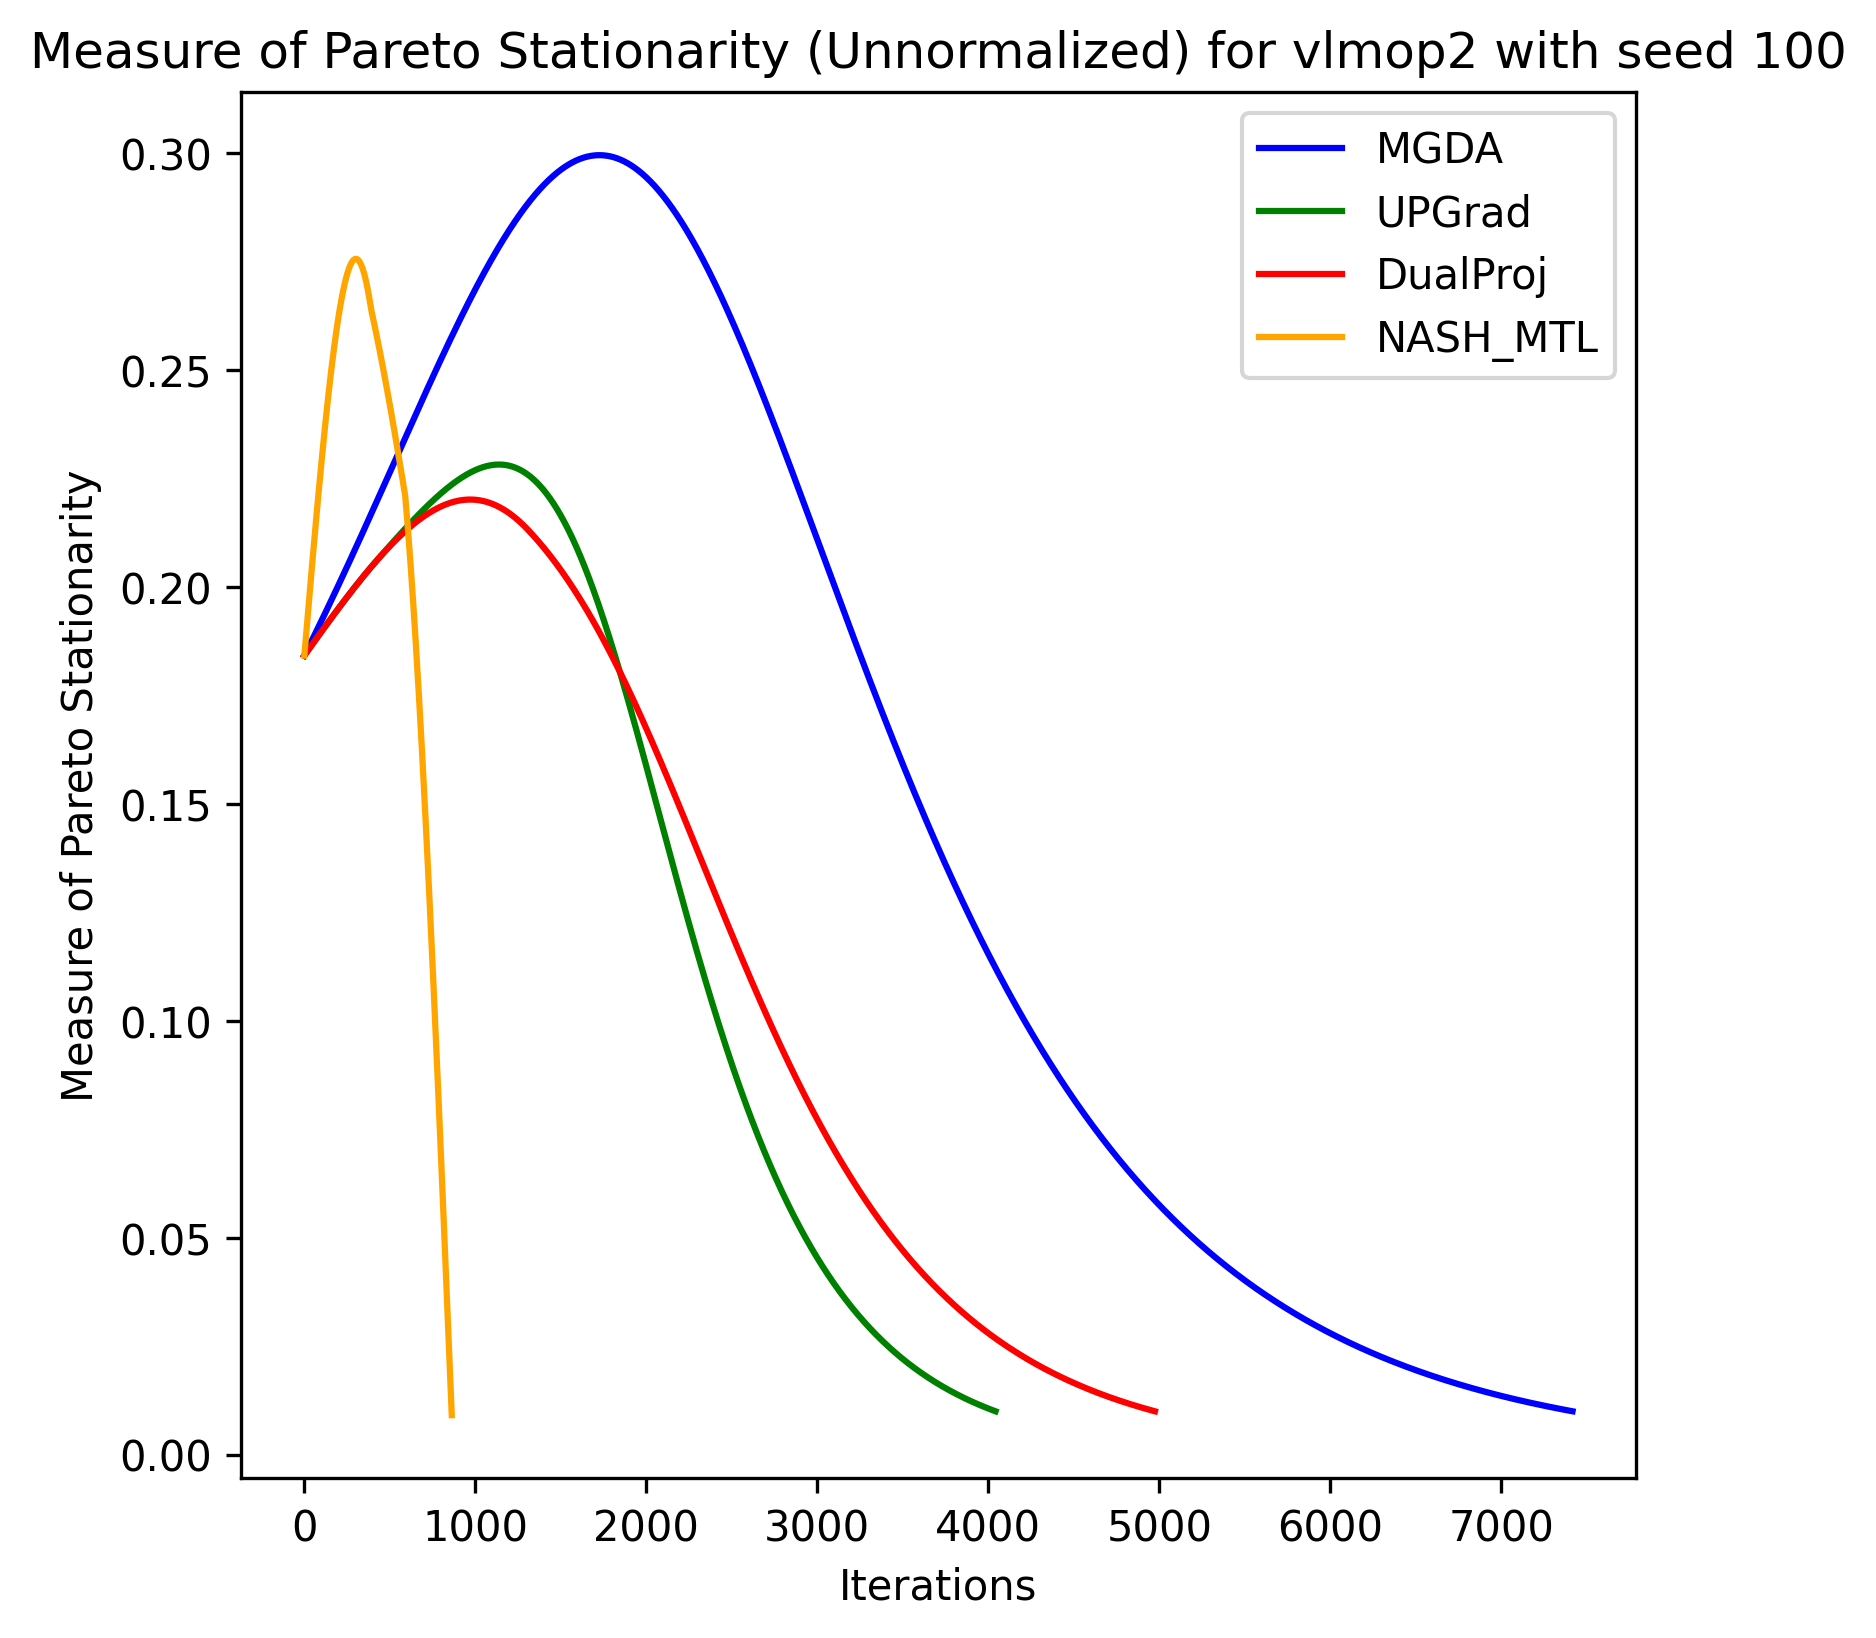 Measure of Pareto Stationarity (Unnormalized) for vlmop2 with seed 100
MGDA
UPGrad
DualProj
NASH_MTL
Measure of Pareto Stationarity
0.30
0.25
0.20
0.15
0.10
0.05
0.00
0 1000 2000 3000 4000 5000 6000 7000
Iterations